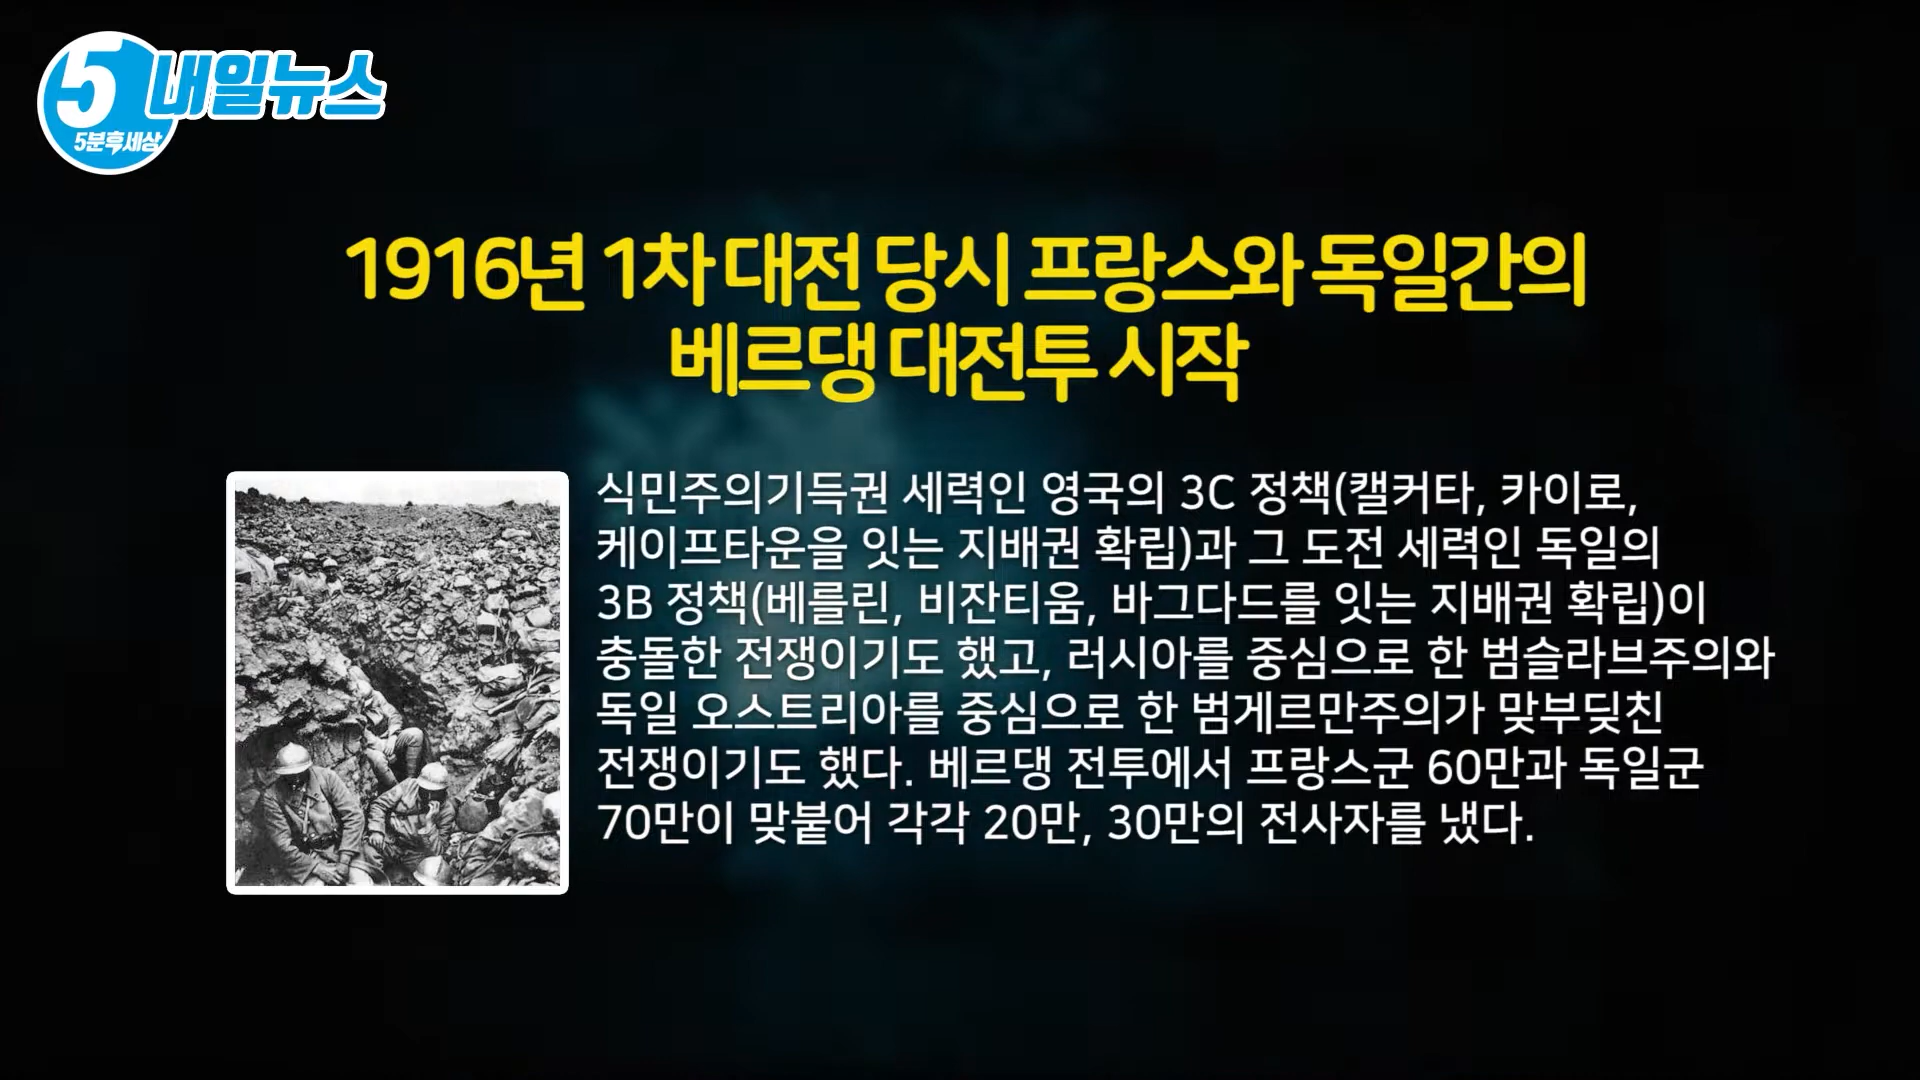 5 내일뉴스
5분후세상
1916년 1차 대전 당시 프랑스와 독일간의
베르댕 대전투 시작
식민주의기득권 세력인 영국의 3C 정책(캘커타, 카이로,
케이프타운을 잇는 지배권 확립)과 그 도전 세력인 독일의
3B 정책(베를린, 비잔티움, 바그다드를 잇는 지배권 확립)이
충돌한 전쟁이기도 했고, 러시아를 중심으로 한 범슬라브주의와
독일 오스트리아를 중심으로 한 범게르만주의가 맞부딪친
전쟁이기도 했다. 베르댕 전투에서 프랑스군 60만과 독일군
70만이 맞붙어 각각 20만, 30만의 전사자를 냈다.